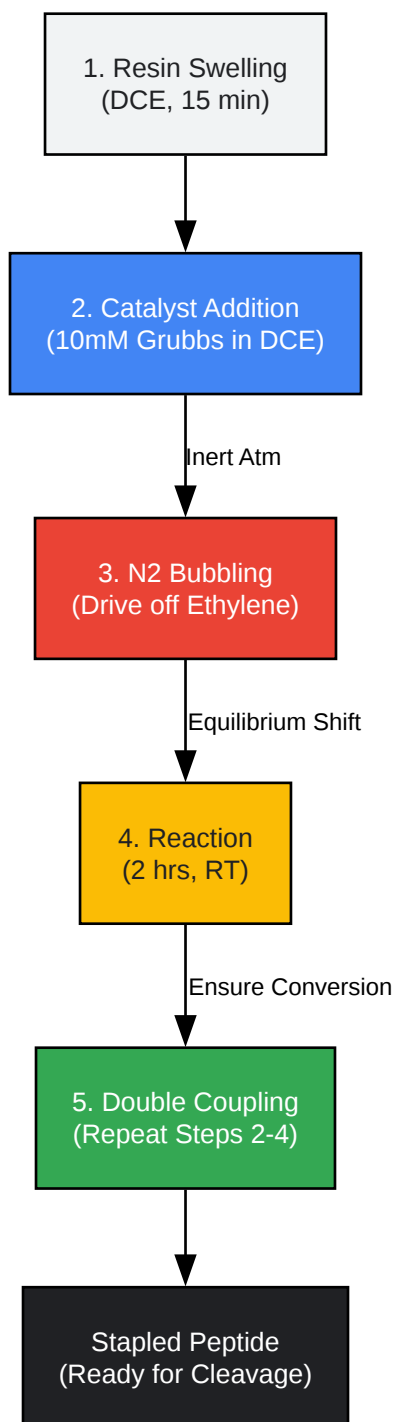 1. Resin Swelling
(DCE, 15 min)
2. Catalyst Addition
(10mM Grubbs in DCE)
Inert Atm
3. N2 Bubbling
(Drive off Ethylene)
Equilibrium Shift
4. Reaction
(2 hrs, RT)
Ensure Conversion
5. Double Coupling
(Repeat Steps 2-4)
Stapled Peptide
(Ready for Cleavage)